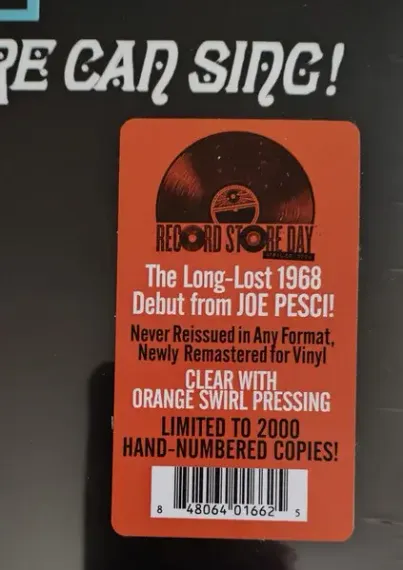 RE CAN SING!
RECORD STORE DAY
The Long-Lost 1968
Debut from JOE PESCI!
Never Reissued in Any Format,
Newly Remastered for Vinyl
CLEAR WITH
ORANGE SWIRL PRESSING
LIMITED TO 2000
HAND-NUMBERED COPIES!
8 48064 01662 5